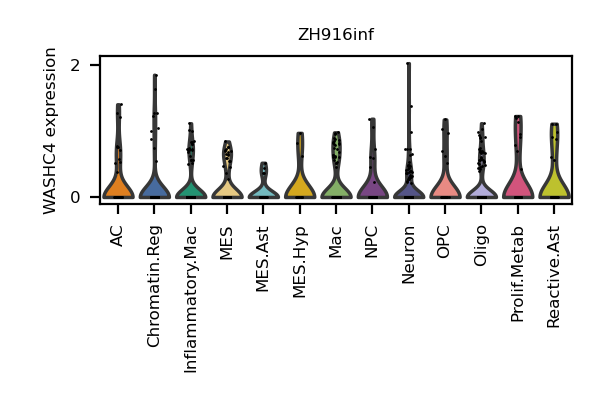 ZH916inf
WASHC4 expression
2
0
AC
Chromatin.Reg
Inflammatory.Mac
MES
MES.Ast
MES.Hyp
Mac
NPC
Neuron
OPC
Oligo
Prolif.Metab
Reactive.Ast